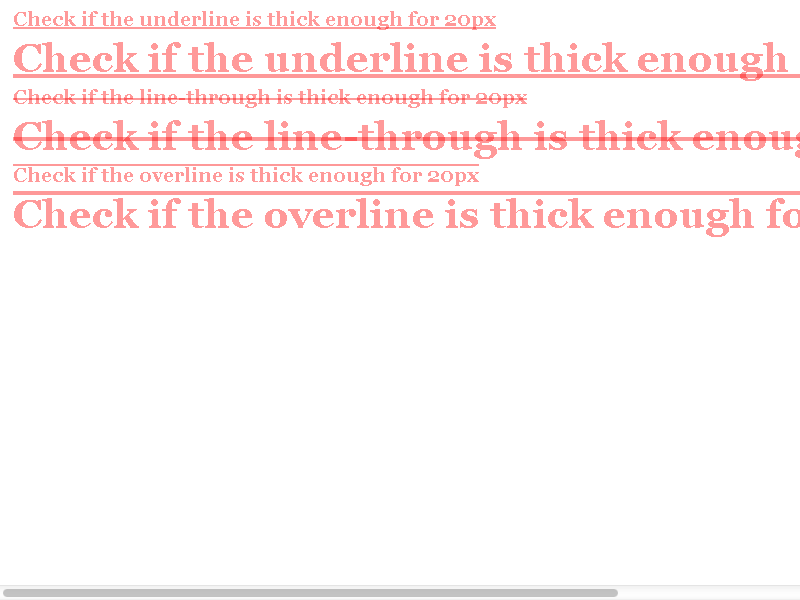 Check if the underline is thick enough for 20px
Check if the underline is thick enough
Check if the line-through is thick enough for 20px
Check if the line-through is thick enoug
Check if the overline is thick enough for 20px
Check if the overline is thick enough fo